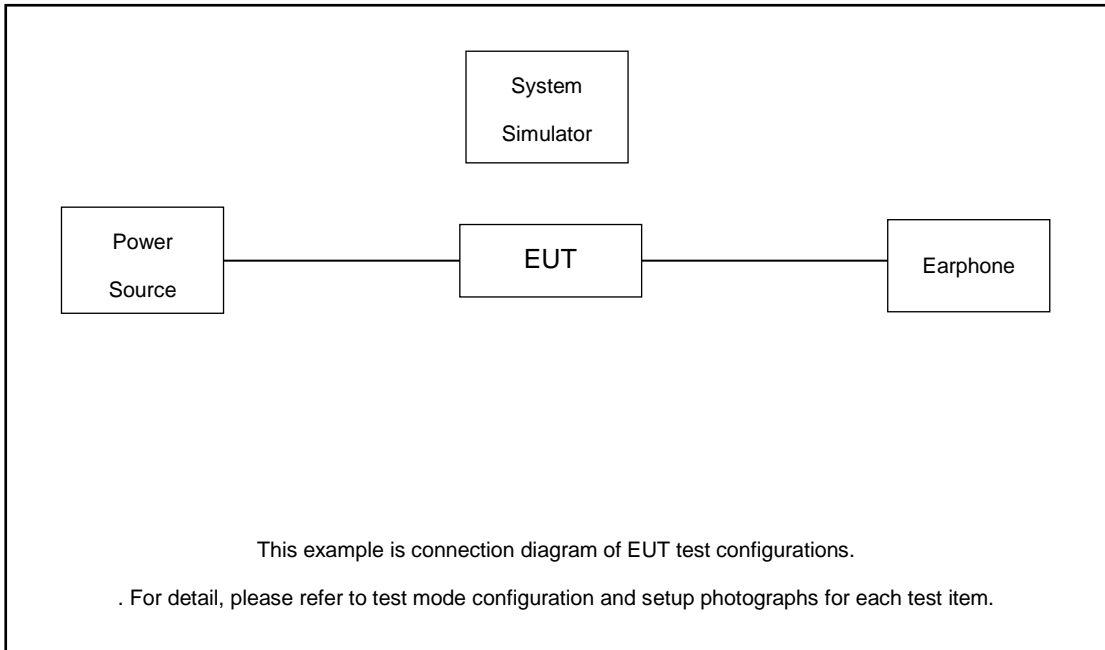 System
Simulator
Power
Source
EUT
Earphone
This example is connection diagram of EUT test configurations.
. For detail, please refer to test mode configuration and setup photographs for each test item.